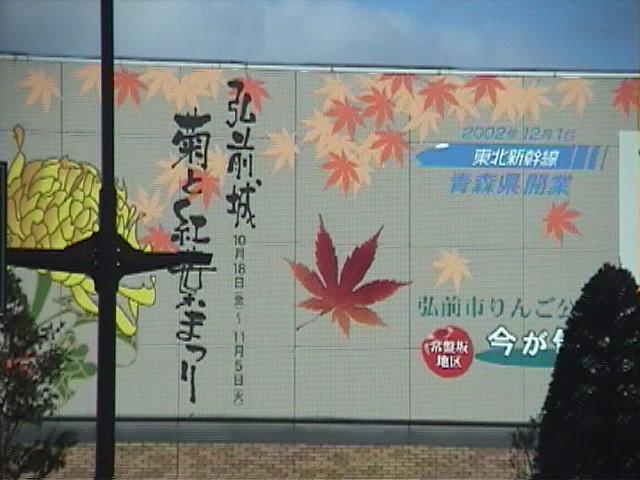 弘前城
菊と紅葉まつり
10月18日(金)～11月5日(火)
2002年12月1日
東北新幹線
青森県開業
弘前市りんご公
常盤坂
地区
今が